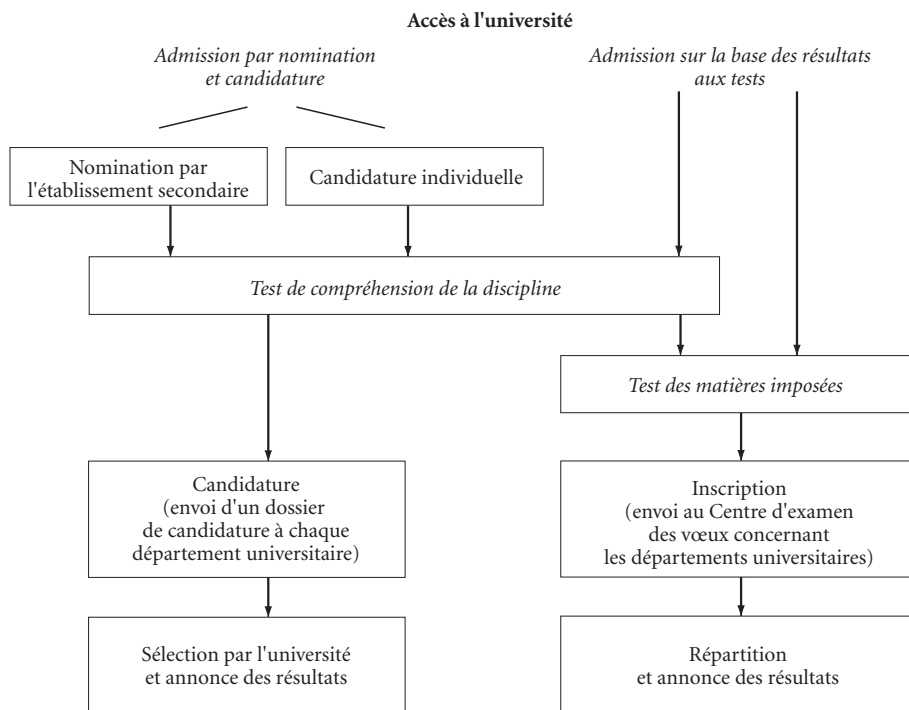 Accès à l'université
Admission par nomination
et candidature
Admission sur la base des résultats
aux tests
Nomination par
l'établissement secondaire
Candidature individuelle
Test de compréhension de la discipline
Test des matières imposées
Candidature
(envoi d'un dossier
de candidature à chaque
département universitaire)
Inscription
(envoi au Centre d'examen
des vœux concernant
les départements universitaires)
Sélection par l'université
et annonce des résultats
Répartition
et annonce des résultats